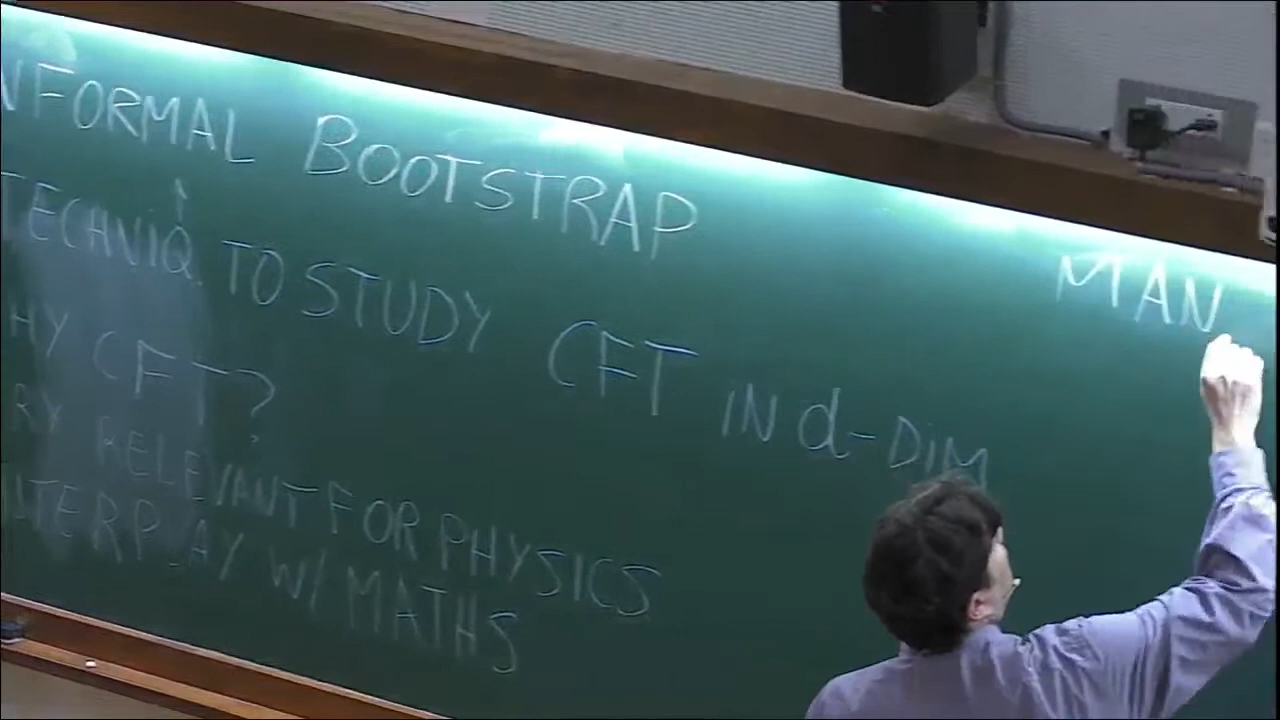 NFORMAL BOOTSTRAP
TECHNIQ. TO STUDY CFT IN d-DIM
HY CFT?
RY RELEVANT FOR PHYSICS
NTERPLAY W/ MATHS
MAN